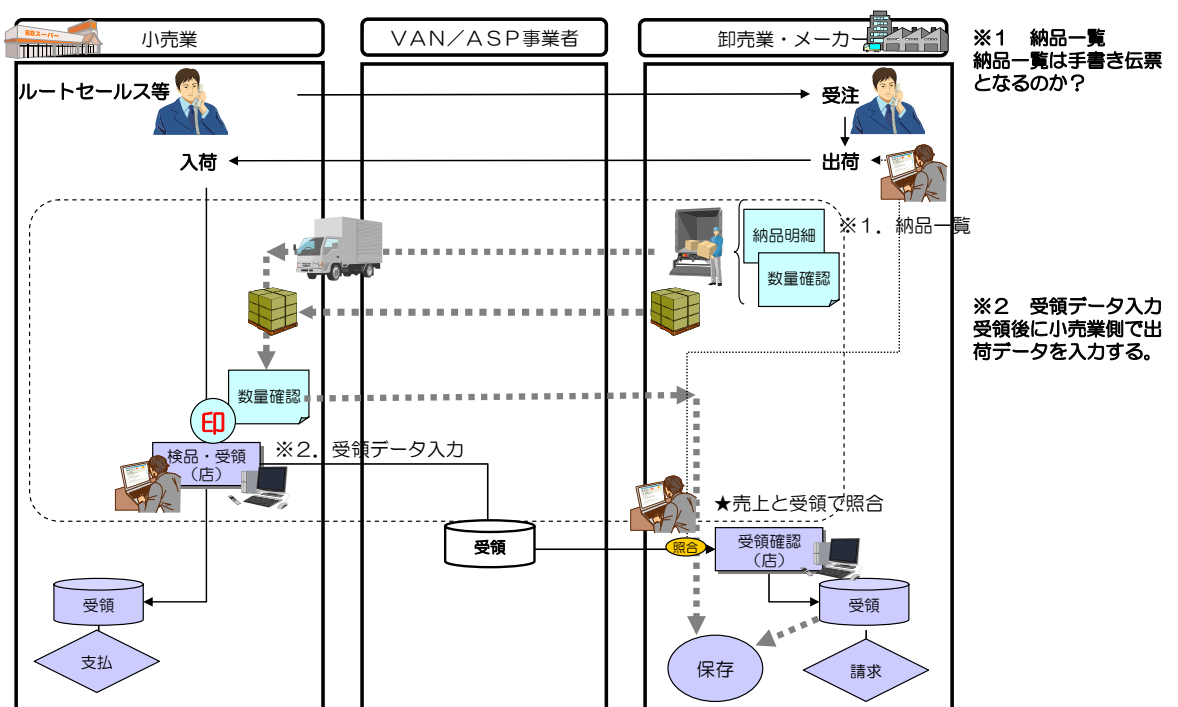 BBスーパー
小売業
VAN/ASP事業者
卸売業・メーカー
※1 納品一覧
納品一覧は手書き伝票
となるのか?
ルートセールス等
受注
入荷
出荷
※1.納品一覧
納品明細
数量確認
※2 受領データ入力
受領後に小売業側で出
荷データを入力する。
数量確認
印
検品・受領
(店)
※2.受領データ入力
★売上と受領で照合
受領
照合
受領確認
(店)
受領
受領
支払
保存
請求